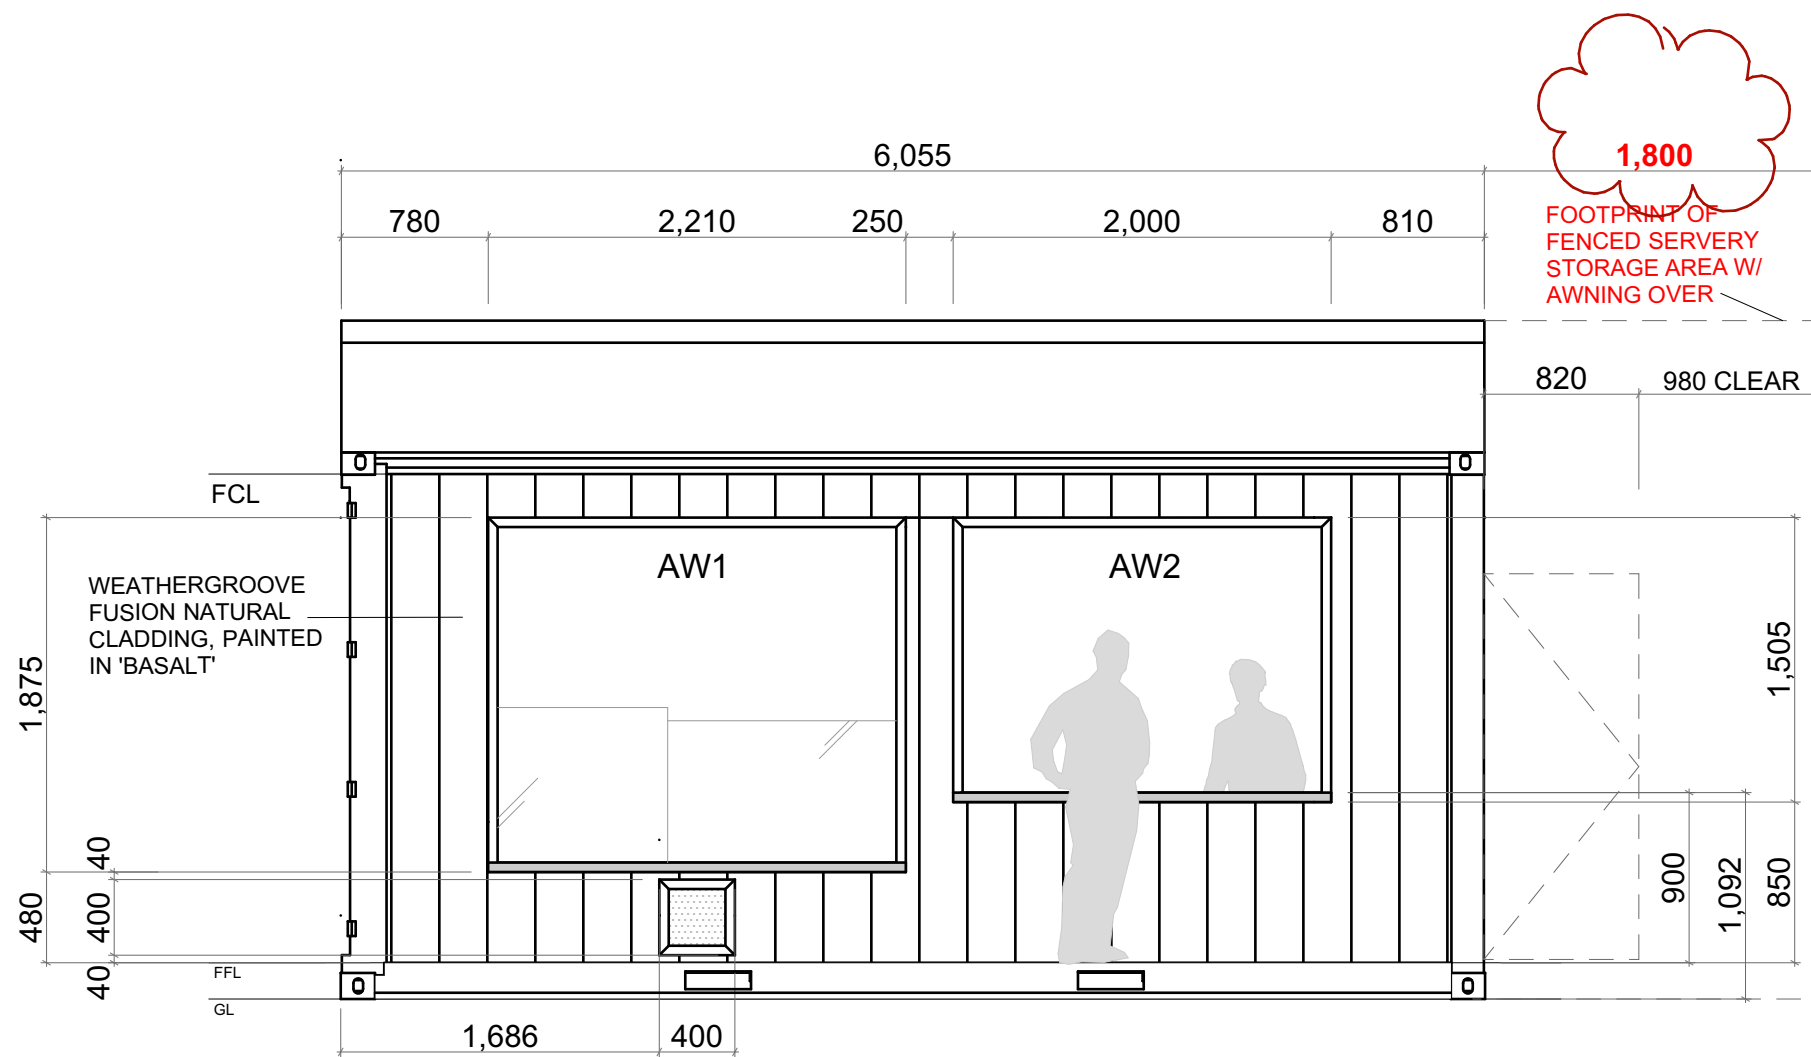 6,055
1,800
780
2,210
250
2,000
810
FOOTPRINT OF
FENCED SERVERY
STORAGE AREA W/
AWNING OVER
820
980 CLEAR
FCL
AW1
AW2
WEATHERGROOVE
FUSION NATURAL
CLADDING, PAINTED
IN 'BASALT'
1,875
1,505
40
480
400
40
900
1,092
850
FFL
GL
1,686
400